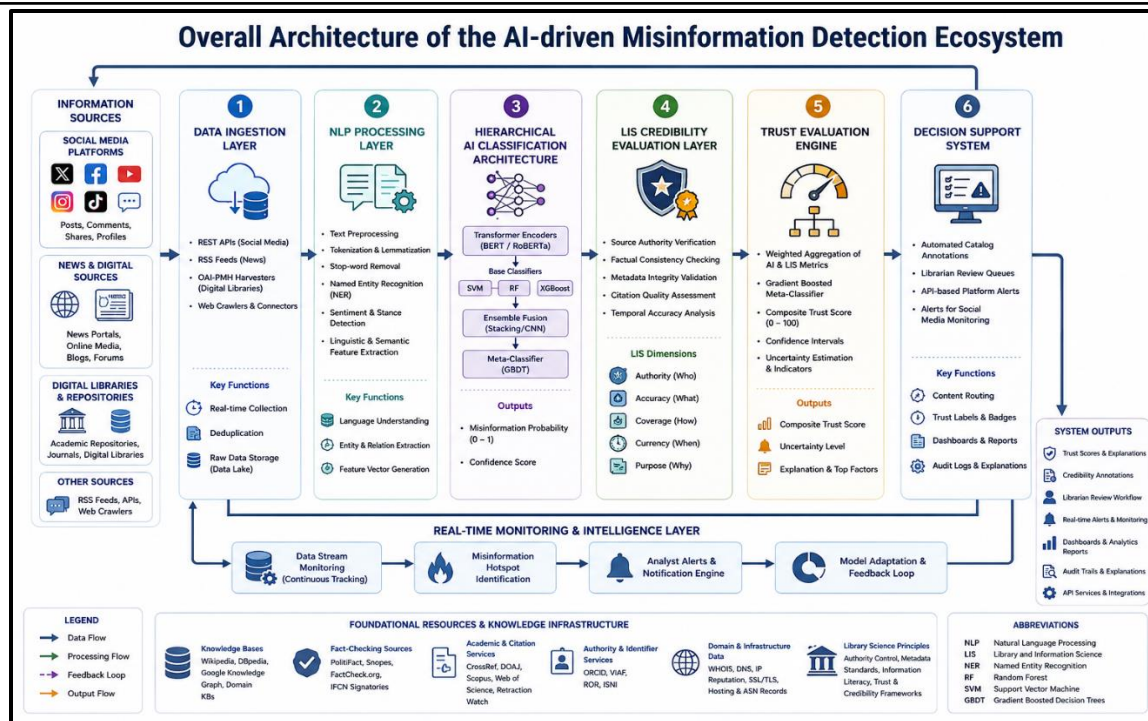 Overall Architecture of the AI-driven Misinformation Detection Ecosystem
INFORMATION
SOURCES
SOCIAL MEDIA
PLATFORMS
Posts, Comments,
Shares, Profiles
NEWS & DIGITAL
SOURCES
News Portals,
Online Media,
Blogs, Forums
DIGITAL LIBRARIES
& REPOSITORIES
Academic Repositories,
Journals, Digital Libraries
OTHER SOURCES
RSS Feeds, APIs,
Web Crawlers
1
DATA INGESTION
LAYER
• REST APIs (Social Media)
• RSS Feeds (News)
• OAI-PMH Harvesters
(Digital Libraries)
• Web Crawlers & Connectors
Key Functions
Real-time Collection
Deduplication
Raw Data Storage
(Data Lake)
2
NLP PROCESSING
LAYER
• Text Preprocessing
• Tokenization & Lemmatization
• Stop-word Removal
• Named Entity Recognition
(NER)
• Sentiment & Stance
Detection
• Linguistic & Semantic
Feature Extraction
Key Functions
Language Understanding
Entity & Relation Extraction
Feature Vector Generation
3
HIERARCHICAL
AI CLASSIFICATION
ARCHITECTURE
Transformer Encoders
(BERT / RoBERTa)
Base Classifiers
SVM RF XGBoost
Ensemble Fusion
(Stacking/CNN)
Meta-Classifier
(GBDT)
Outputs
• Misinformation Probability
(0 – 1)
• Confidence Score
4
LIS CREDIBILITY
EVALUATION LAYER
• Source Authority Verification
• Factual Consistency Checking
• Metadata Integrity Validation
• Citation Quality Assessment
• Temporal Accuracy Analysis
LIS Dimensions
Authority (Who)
Accuracy (What)
Coverage (How)
Currency (When)
Purpose (Why)
5
TRUST EVALUATION
ENGINE
• Weighted Aggregation of
AI & LIS Metrics
• Gradient Boosted
Meta-Classifier
• Composite Trust Score
(0 – 100)
• Confidence Intervals
• Uncertainty Estimation
& Indicators
Outputs
Composite Trust Score
Uncertainty Level
Explanation & Top Factors
6
DECISION SUPPORT
SYSTEM
• Automated Catalog
Annotations
• Librarian Review Queues
• API-based Platform Alerts
• Alerts for Social
Media Monitoring
Key Functions
Content Routing
Trust Labels & Badges
Dashboards & Reports
Audit Logs & Explanations
SYSTEM OUTPUTS
Trust Scores & Explanations
Credibility Annotations
Librarian Review Workflow
Real-time Alerts & Monitoring
Dashboards & Analytics
Reports
Audit Trails & Explanations
API Services & Integrations
REAL-TIME MONITORING & INTELLIGENCE LAYER
Data Stream
Monitoring
(Continuous Tracking)
Misinformation
Hotspot
Identification
Analyst Alerts &
Notification Engine
Model Adaptation &
Feedback Loop
LEGEND
Data Flow
Processing Flow
Feedback Loop
Output Flow
FOUNDATIONAL RESOURCES & KNOWLEDGE INFRASTRUCTURE
Knowledge Bases
Wikipedia, DBpedia,
Google Knowledge
Graph, Domain
KBs
Fact-Checking Sources
PolitiFact, Snopes,
FactCheck.org,
IFCN Signatories
Academic & Citation
Services
CrossRef, DOAJ,
Scopus, Web of
Science, Retraction
Watch
Authority & Identifier
Services
ORCID, VIAF,
ROR, ISNI
Domain & Infrastructure
Data
WHOIS, DNS, IP
Reputation, SSL/TLS,
Hosting & ASN Records
Library Science Principles
Authority Control, Metadata
Standards, Information
Literacy, Trust &
Credibility Frameworks
ABBREVIATIONS
NLP Natural Language Processing
LIS Library and Information Science
NER Named Entity Recognition
RF Random Forest
SVM Support Vector Machine
GBDT Gradient Boosted Decision Trees